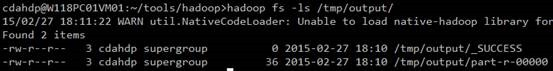 cdahdp@W118PC01VM01:~/tools/hadoop>hadoop fs -ls /tmp/output/
15/02/27 18:11:22 WARN util.NativeCodeLoader: Unable to load native-hadoop library for
Found 2 items
-rw-r--r--   3 cdahdp supergroup          0 2015-02-27 18:10 /tmp/output/_SUCCESS
-rw-r--r--   3 cdahdp supergroup         36 2015-02-27 18:10 /tmp/output/part-r-00000